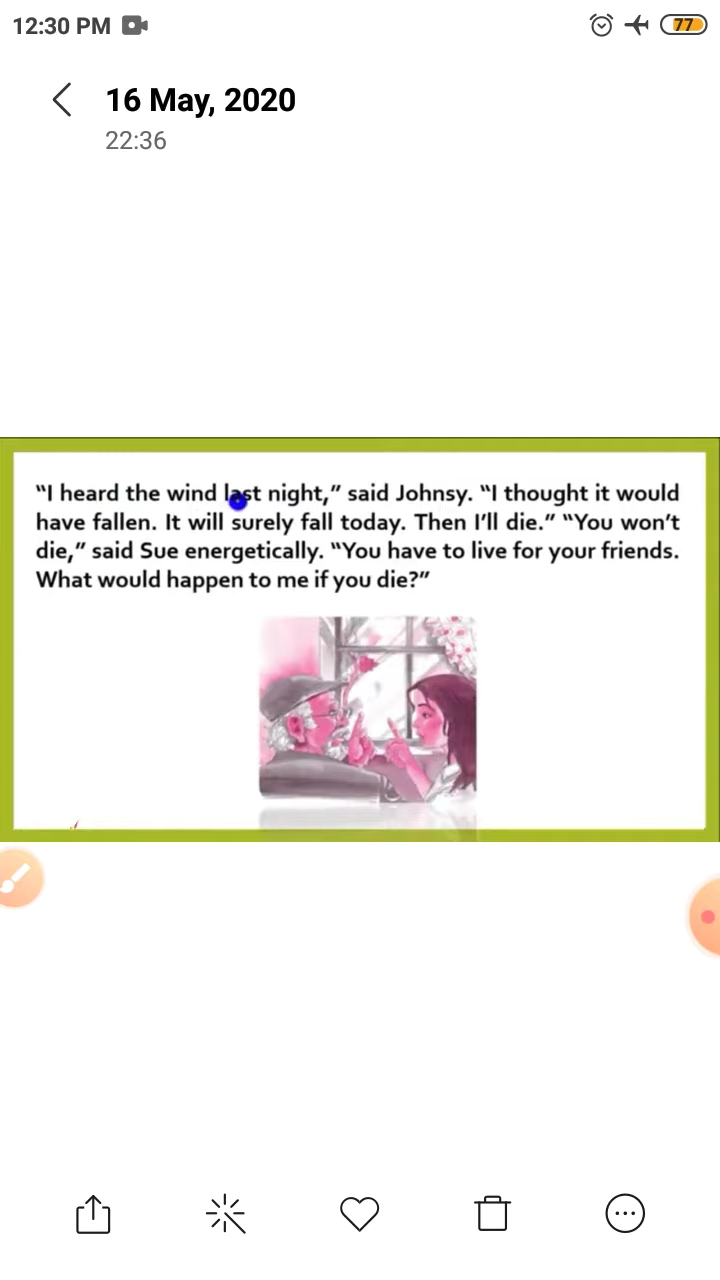 12:30 PM
77
16 May, 2020
22:36
“I heard the wind last night,” said Johnsy. “I thought it would
have fallen. It will surely fall today. Then I’ll die.” “You won’t
die,” said Sue energetically. “You have to live for your friends.
What would happen to me if you die?”